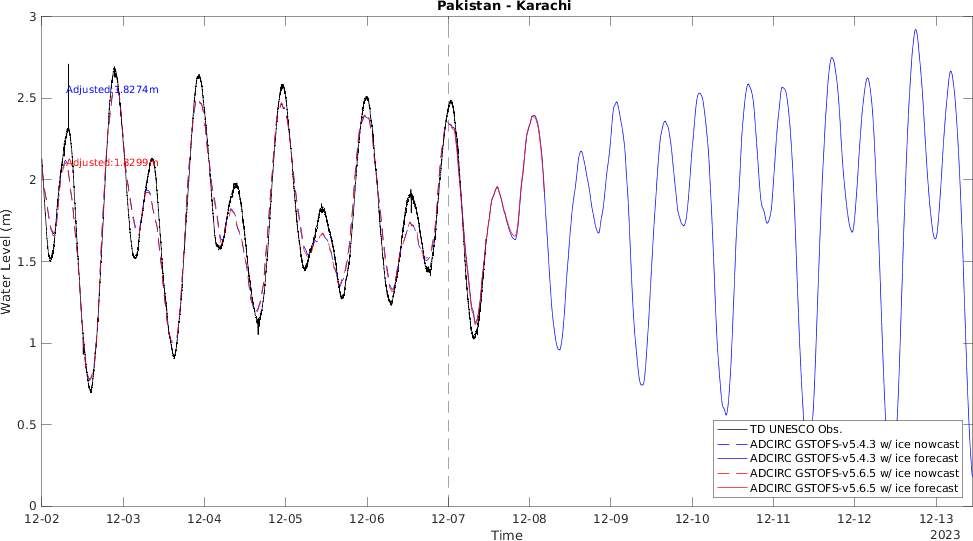 Pakistan - Karachi
Water Level (m)
3
2.5
2
1.5
1
0.5
0
Adjusted:1.8274m
Adjusted:1.8299m
TD UNESCO Obs.
ADCIRC GSTOFS-v5.4.3 w/ ice nowcast
ADCIRC GSTOFS-v5.4.3 w/ ice forecast
ADCIRC GSTOFS-v5.6.5 w/ ice nowcast
ADCIRC GSTOFS-v5.6.5 w/ ice forecast
12-02 12-03 12-04 12-05 12-06 12-07 12-08 12-09 12-10 12-11 12-12 12-13
Time
2023